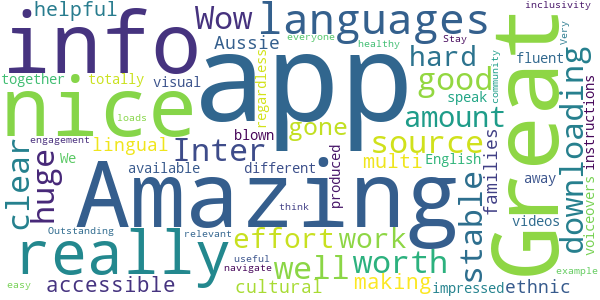 helpful
Wow
languages
inclusivity
everyone
healthy
Stay
Very
info
Aussie
hard
fluent
together
totally
visual
regardless
app
good
speak
community
Great
downloading
instructions
nice
loads
gone
amount
engagement
blown
source
lingual
Inter
multi
English
families
voiceovers
clear
huge
We
available
different
produced
stable
away
videos
Amazing
think
really
Outstanding
relevant
effort
work
useful
navigate
well
worth
easy
accessible
cultural
making
impressed
ethnic
example